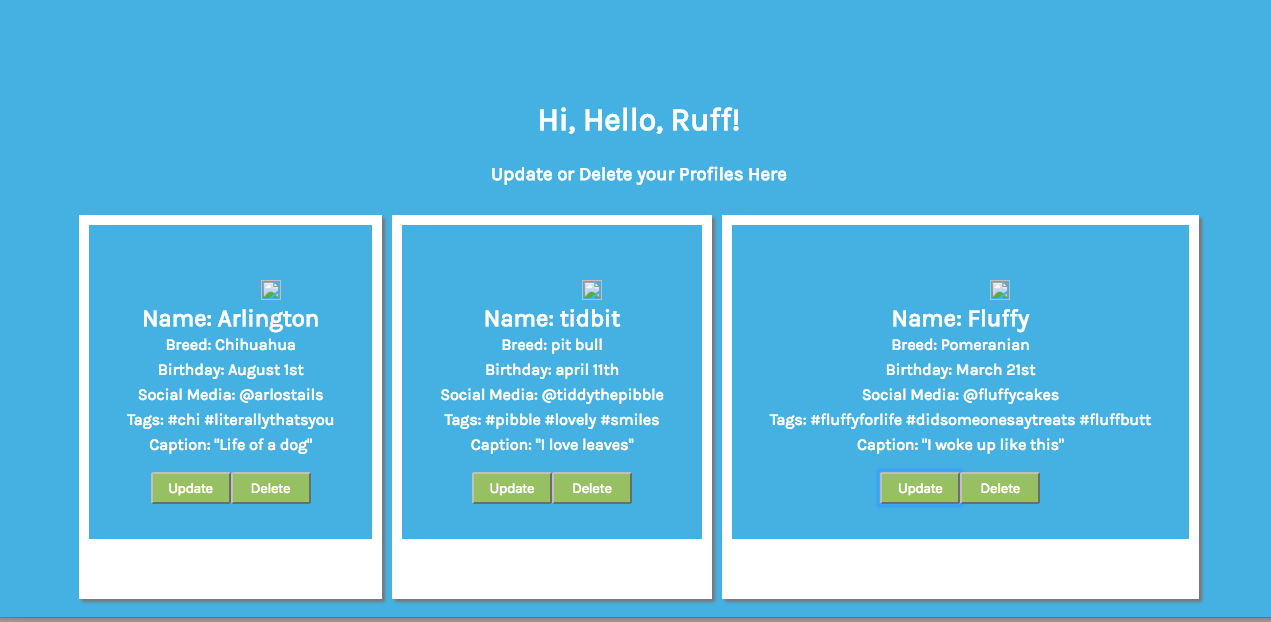 Hi, Hello, Ruff!
Update or Delete your Profiles Here
Name: Arlington
Breed: Chihuahua
Birthday: August 1st
Social Media: @arlostails
Tags: #chi #literallythatsyou
Caption: "Life of a dog"
Update Delete
Name: tidbit
Breed: pit bull
Birthday: april 11th
Social Media: @tiddythepibble
Tags: #pibble #lovely #smiles
Caption: "I love leaves"
Update Delete
Name: Fluffy
Breed: Pomeranian
Birthday: March 21st
Social Media: @fluffycakes
Tags: #fluffyforlife #didsomeonesaytreats #fluffbutt
Caption: "I woke up like this"
Update Delete